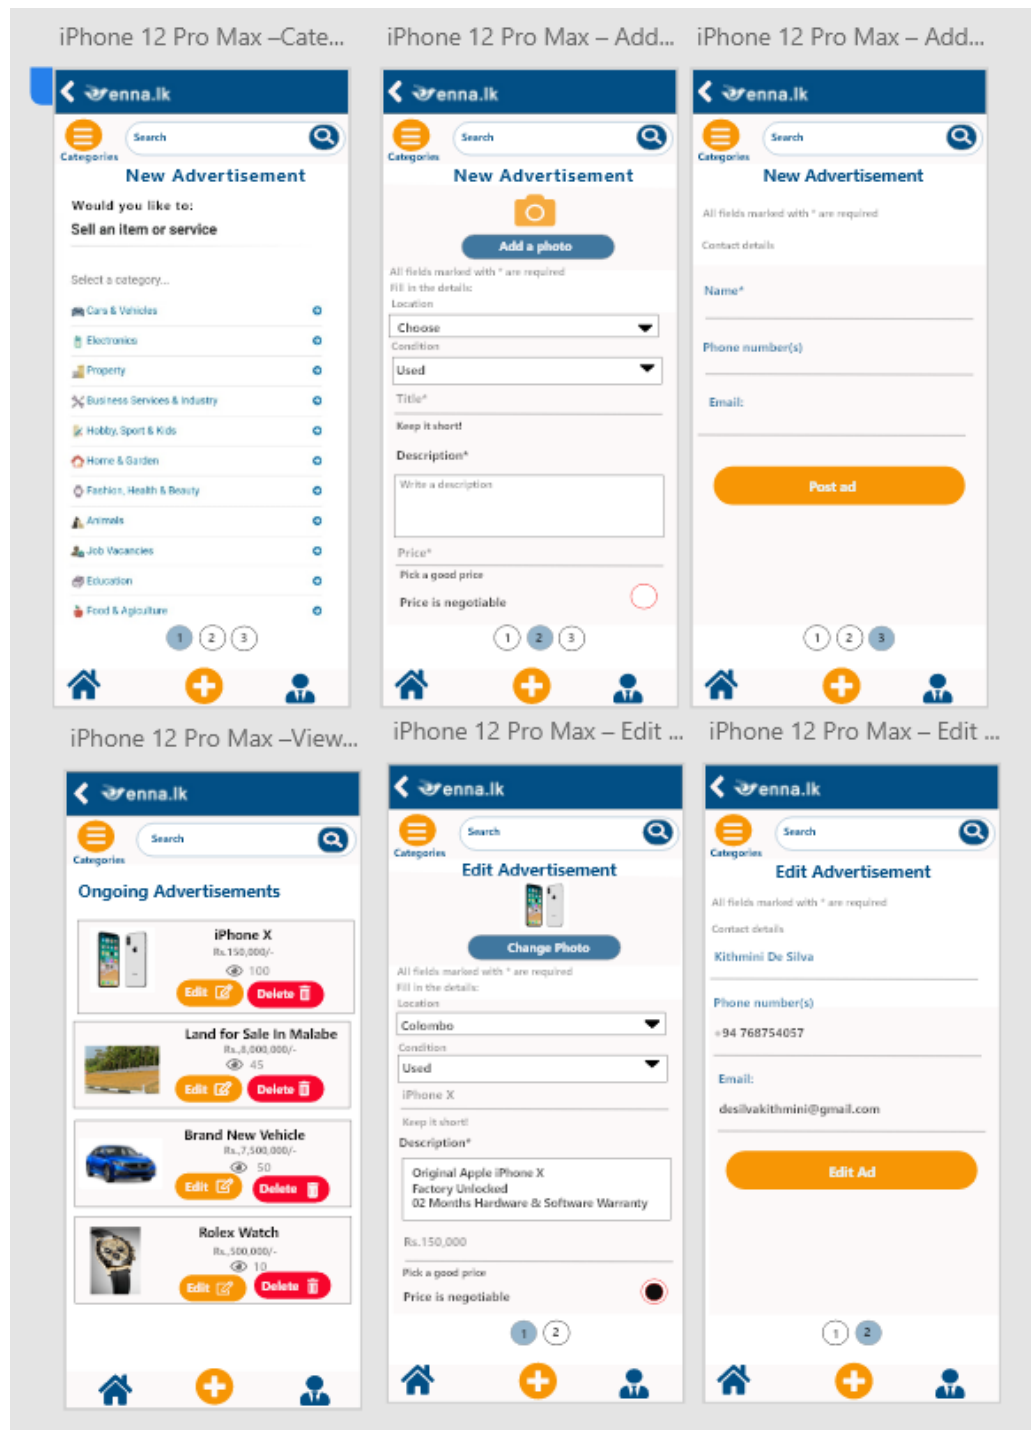 iPhone 12 Pro Max –Cate...
enna.lk
Search
Categories
New Advertisement
Would you like to:
Sell an item or service
Select a category...
Cars & Vehicles
Electronics
Property
Business Services & Industry
Hobby, Sport & Kids
Home & Garden
Fashion, Health & Beauty
Animals
Job Vacancies
Education
Food & Agiculture
1 2 3
iPhone 12 Pro Max – Add...
enna.lk
Search
Categories
New Advertisement
Add a photo
All fields marked with * are required
Fill in the details:
Location
Choose
Condition
Used
Title*
Keep it short!
Description*
Write a description
Price*
Pick a good price
Price is negotiable
1 2 3
iPhone 12 Pro Max – Add...
enna.lk
Search
Categories
New Advertisement
All fields marked with * are required
Contact details
Name*
Phone number(s)
Email:
Post ad
1 2 3
iPhone 12 Pro Max –View...
enna.lk
Search
Categories
Ongoing Advertisements
iPhone X
Rs.150,000/-
100
Edit Delete
Land for Sale In Malabe
Rs.,8,000,000/-
45
Edit Delete
Brand New Vehicle
Rs.,7,500,000/-
50
Edit Delete
Rolex Watch
Rs.,500,000/-
10
Edit Delete
iPhone 12 Pro Max – Edit ...
enna.lk
Search
Categories
Edit Advertisement
Change Photo
All fields marked with * are required
Fill in the details:
Location
Colombo
Condition
Used
iPhone X
Keep it short!
Description*
Original Apple iPhone X
Factory Unlocked
02 Months Hardware & Software Warranty
Rs.150,000
Pick a good price
Price is negotiable
1 2
iPhone 12 Pro Max – Edit ...
enna.lk
Search
Categories
Edit Advertisement
All fields marked with * are required
Contact details
Kithmini De Silva
Phone number(s)
+94 768754057
Email:
desilvakithmini@gmail.com
Edit Ad
1 2